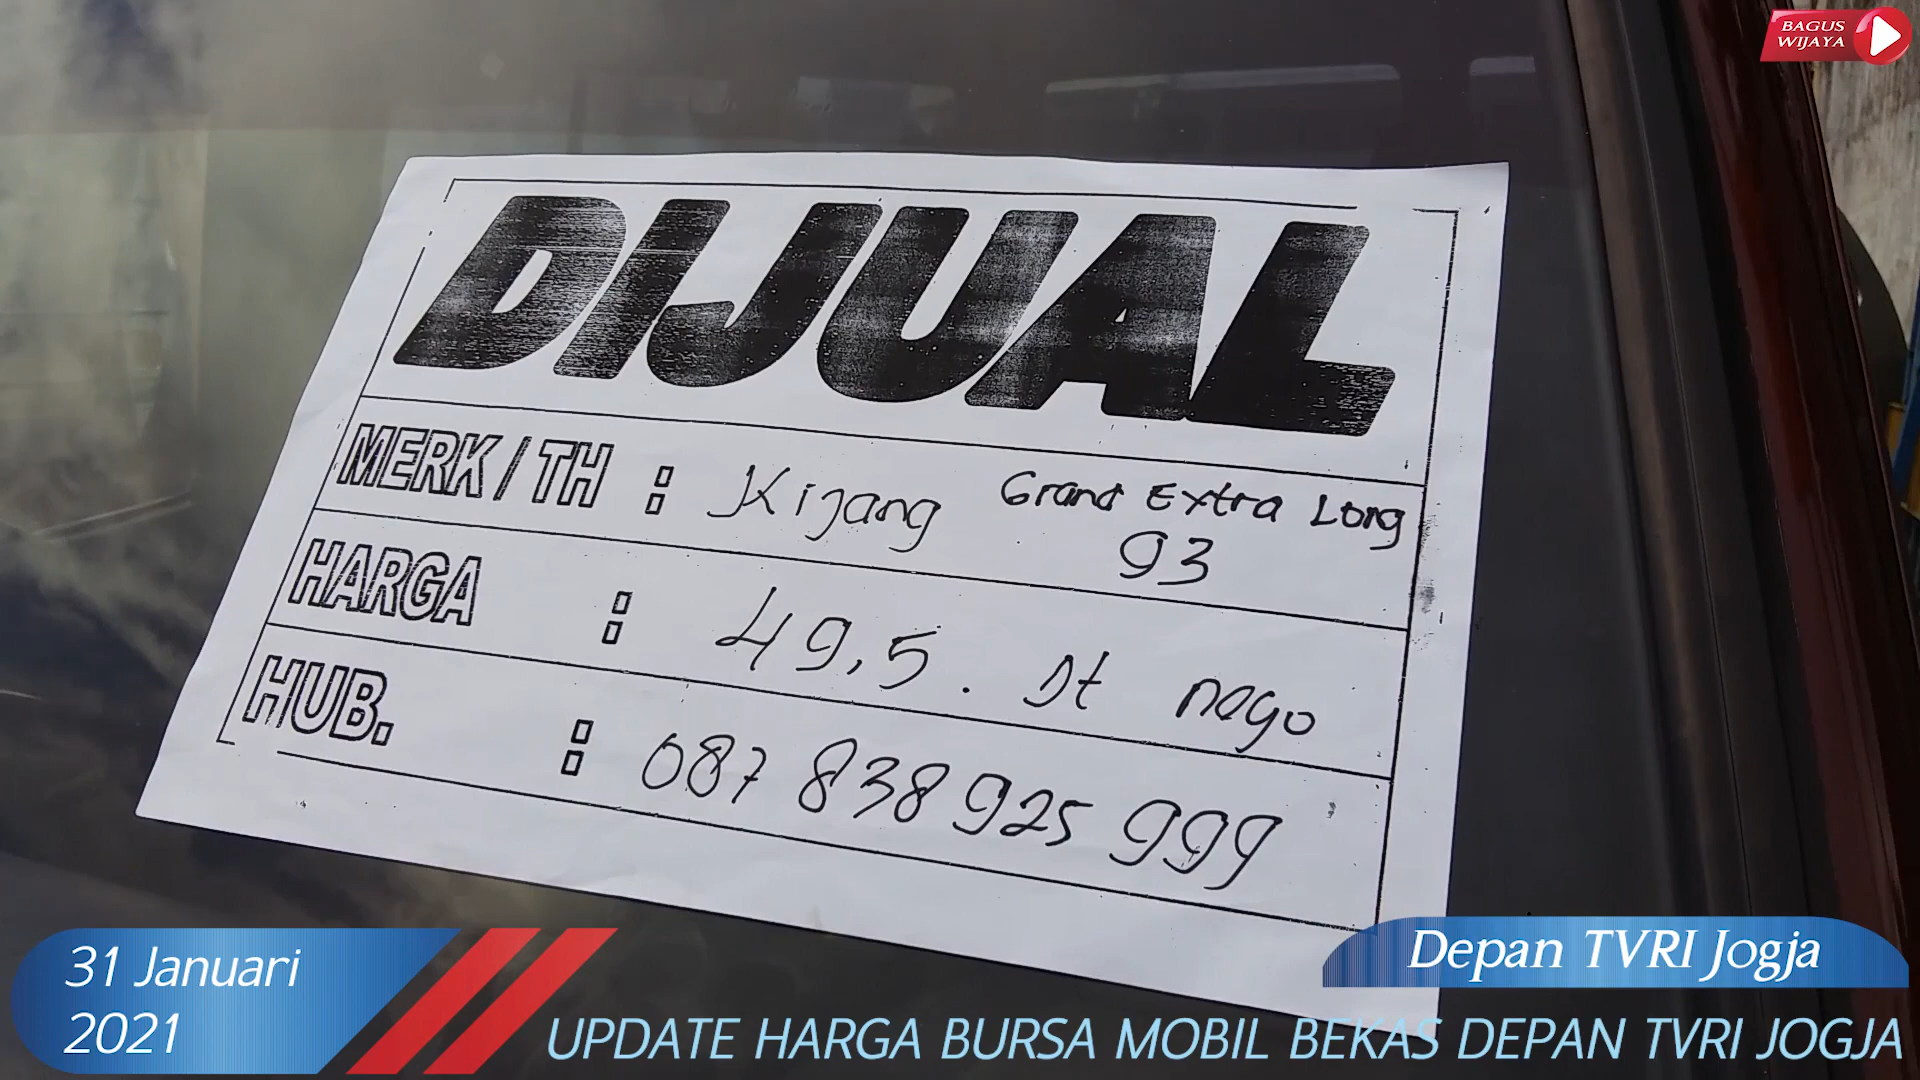 BAGUS
WIJAYA
DIJUAL
MERK / TH : Kijang Grand Extra Long
93
HARGA : 49,5. Jt nego
HUB. : 087 838 925 999
31 Januari
2021
Depan TVRI Jogja
UPDATE HARGA BURSA MOBIL BEKAS DEPAN TVRI JOGJA